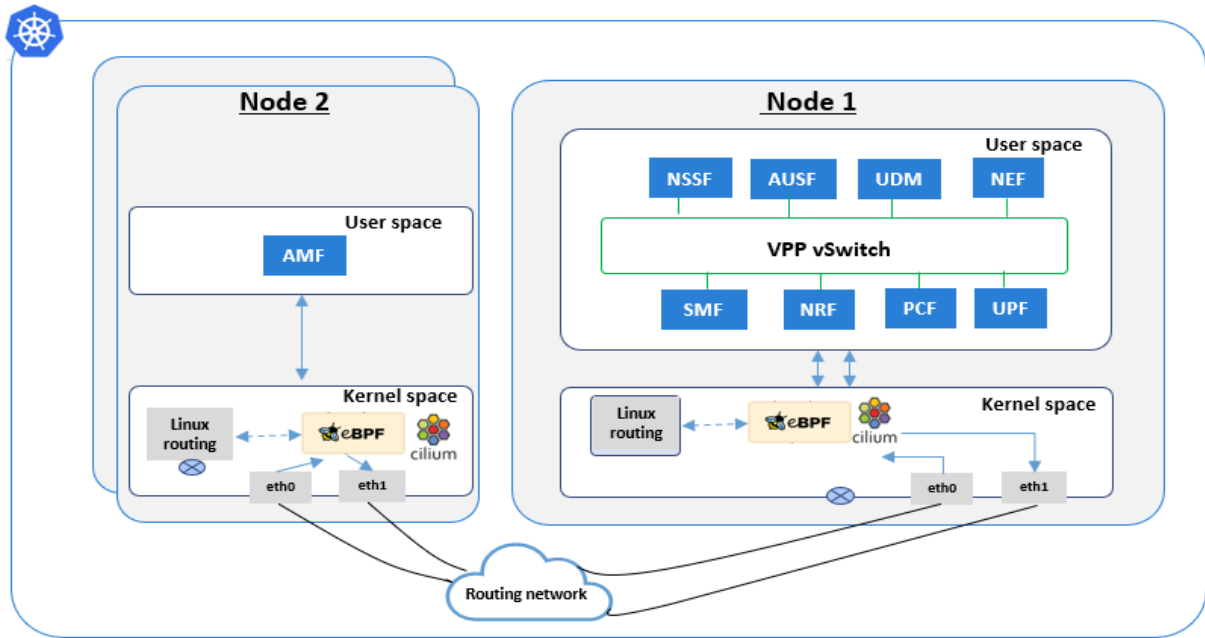 Node 2
User space
AMF
Kernel space
Linux
routing
eBPF
cilium
eth0
eth1
Node 1
User space
NSSF
AUSF
UDM
NEF
VPP vSwitch
SMF
NRF
PCF
UPF
Kernel space
Linux
routing
eBPF
cilium
eth0
eth1
Routing network